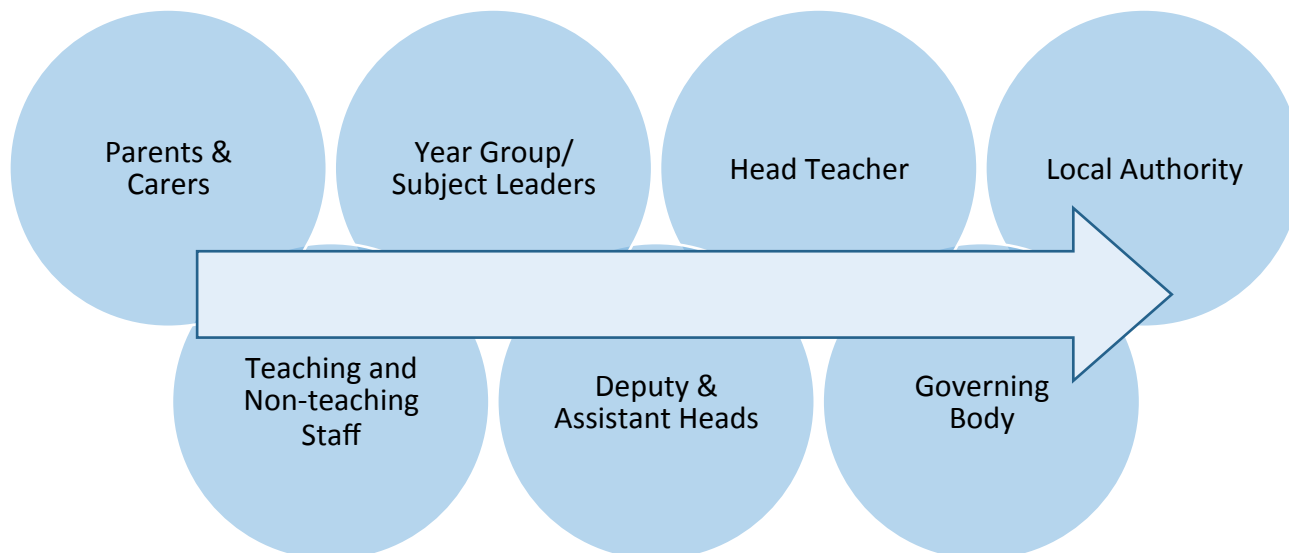 Parents &
Carers
Year Group/
Subject Leaders
Head Teacher
Local Authority
Teaching and
Non-teaching
Staff
Deputy &
Assistant Heads
Governing
Body